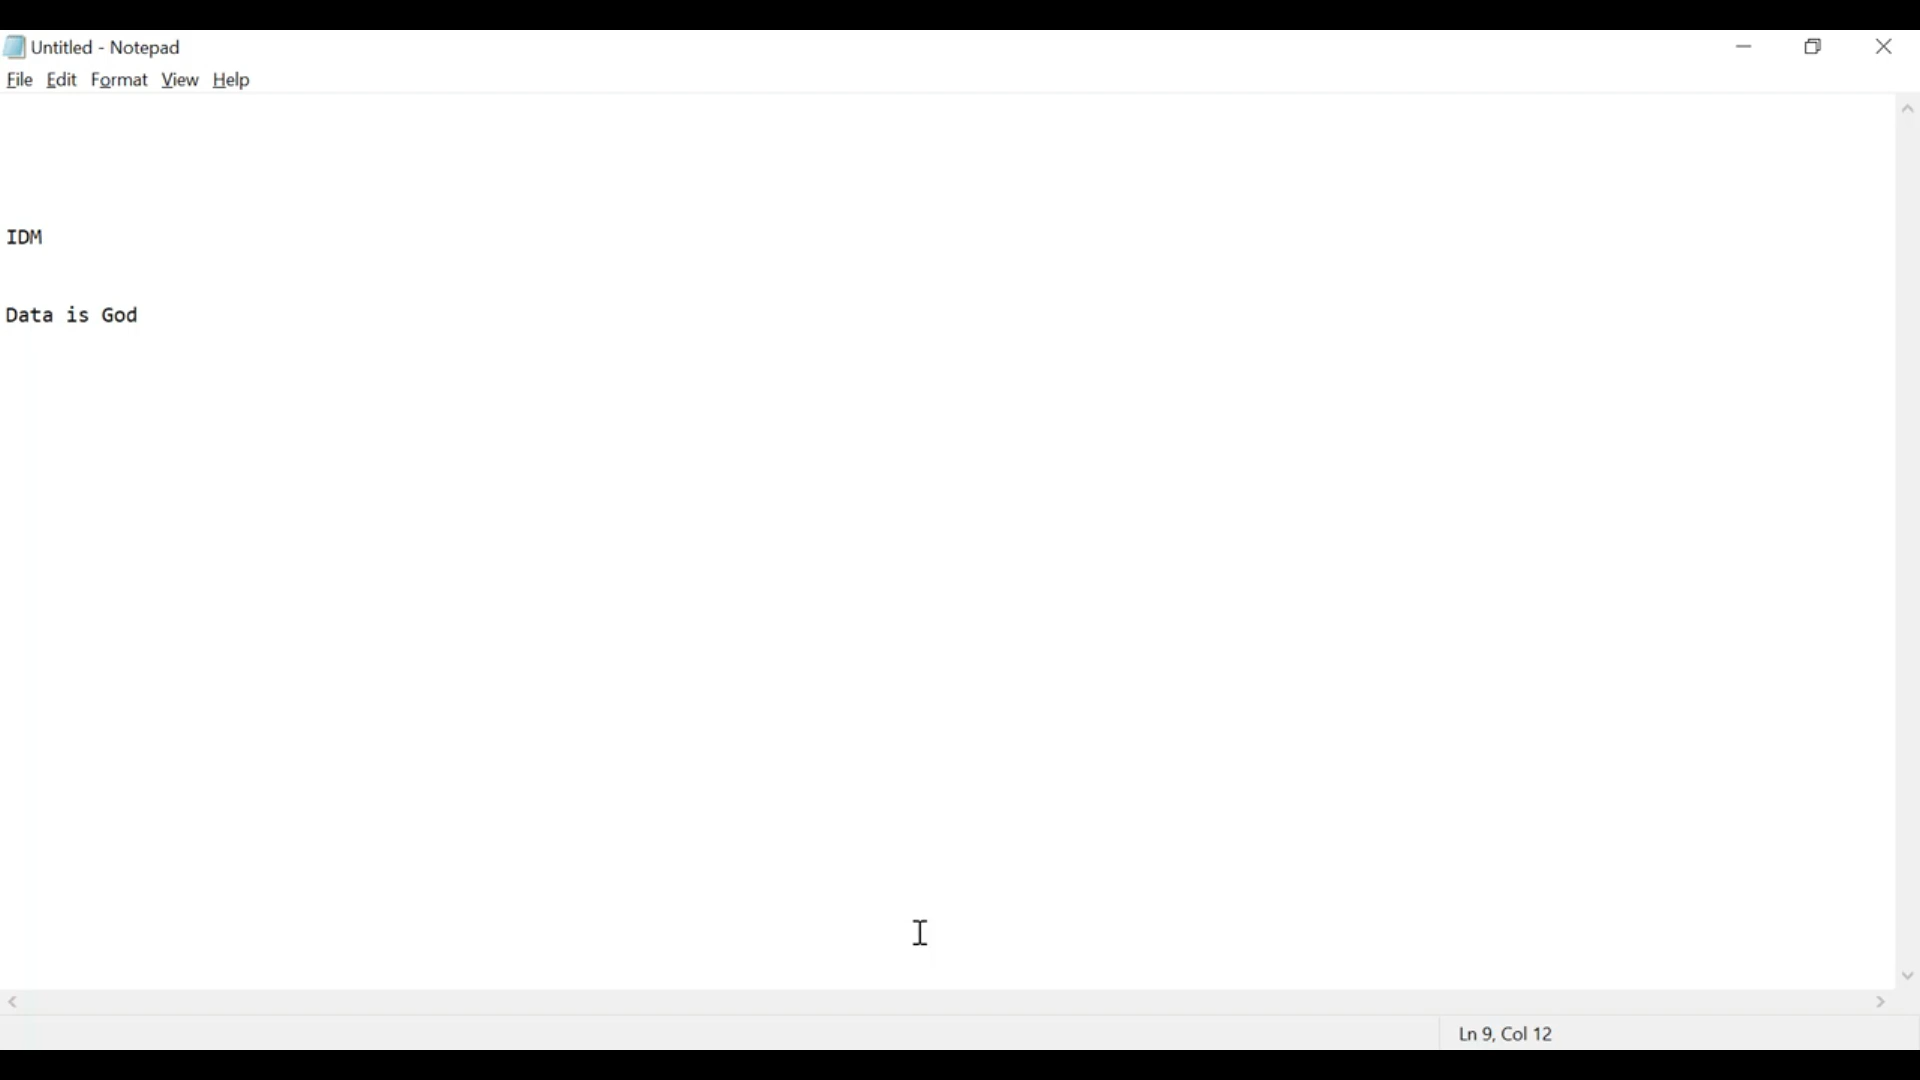 Untitled - Notepad
File Edit Format View Help
IDM
Data is God
Ln 9, Col 12